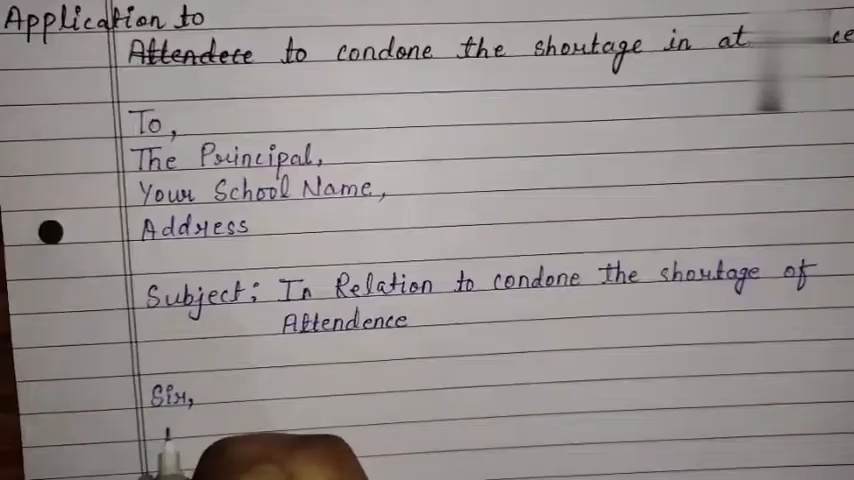 Application to
Attendece to condone the shortage in at ce
To,
The Principal,
Your School Name,
Address
Subject: In Relation to condone the shortage of
Attendence
Sir,